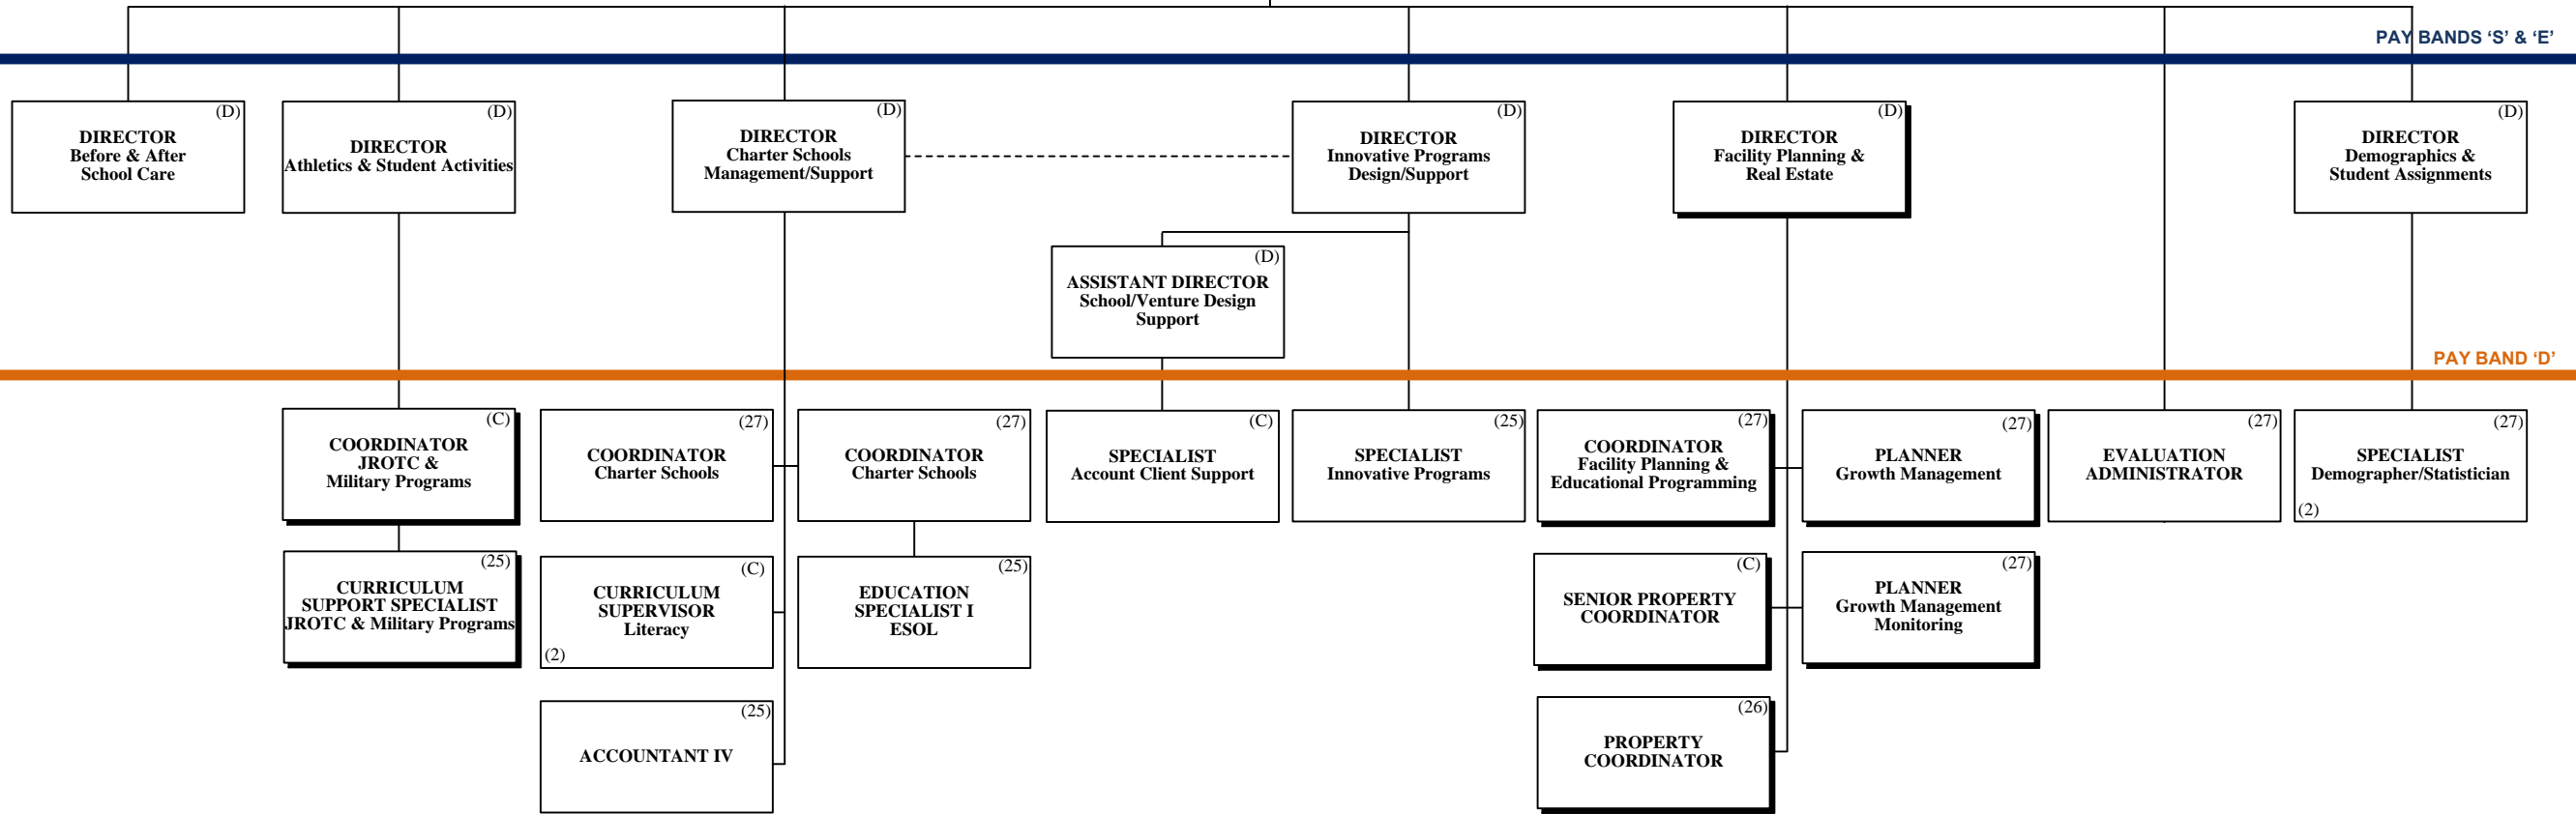 PAY BANDS ‘S’ & ‘E’
(D)
DIRECTOR
Before & After
School Care
(D)
DIRECTOR
Athletics & Student Activities
(D)
DIRECTOR
Charter Schools
Management/Support
(D)
DIRECTOR
Innovative Programs
Design/Support
(D)
DIRECTOR
Facility Planning &
Real Estate
(D)
DIRECTOR
Demographics &
Student Assignments
(D)
ASSISTANT DIRECTOR
School/Venture Design
Support
PAY BAND ‘D’
(C)
COORDINATOR
JROTC &
Military Programs
(27)
COORDINATOR
Charter Schools
(27)
COORDINATOR
Charter Schools
(C)
SPECIALIST
Account Client Support
(25)
SPECIALIST
Innovative Programs
(27)
COORDINATOR
Facility Planning &
Educational Programming
(27)
PLANNER
Growth Management
(27)
EVALUATION
ADMINISTRATOR
(27)
SPECIALIST
Demographer/Statistician
(2)
(25)
CURRICULUM
SUPPORT SPECIALIST
JROTC & Military Programs
(C)
CURRICULUM
SUPERVISOR
Literacy
(2)
(25)
EDUCATION
SPECIALIST I
ESOL
(C)
SENIOR PROPERTY
COORDINATOR
(27)
PLANNER
Growth Management
Monitoring
(25)
ACCOUNTANT IV
(26)
PROPERTY
COORDINATOR